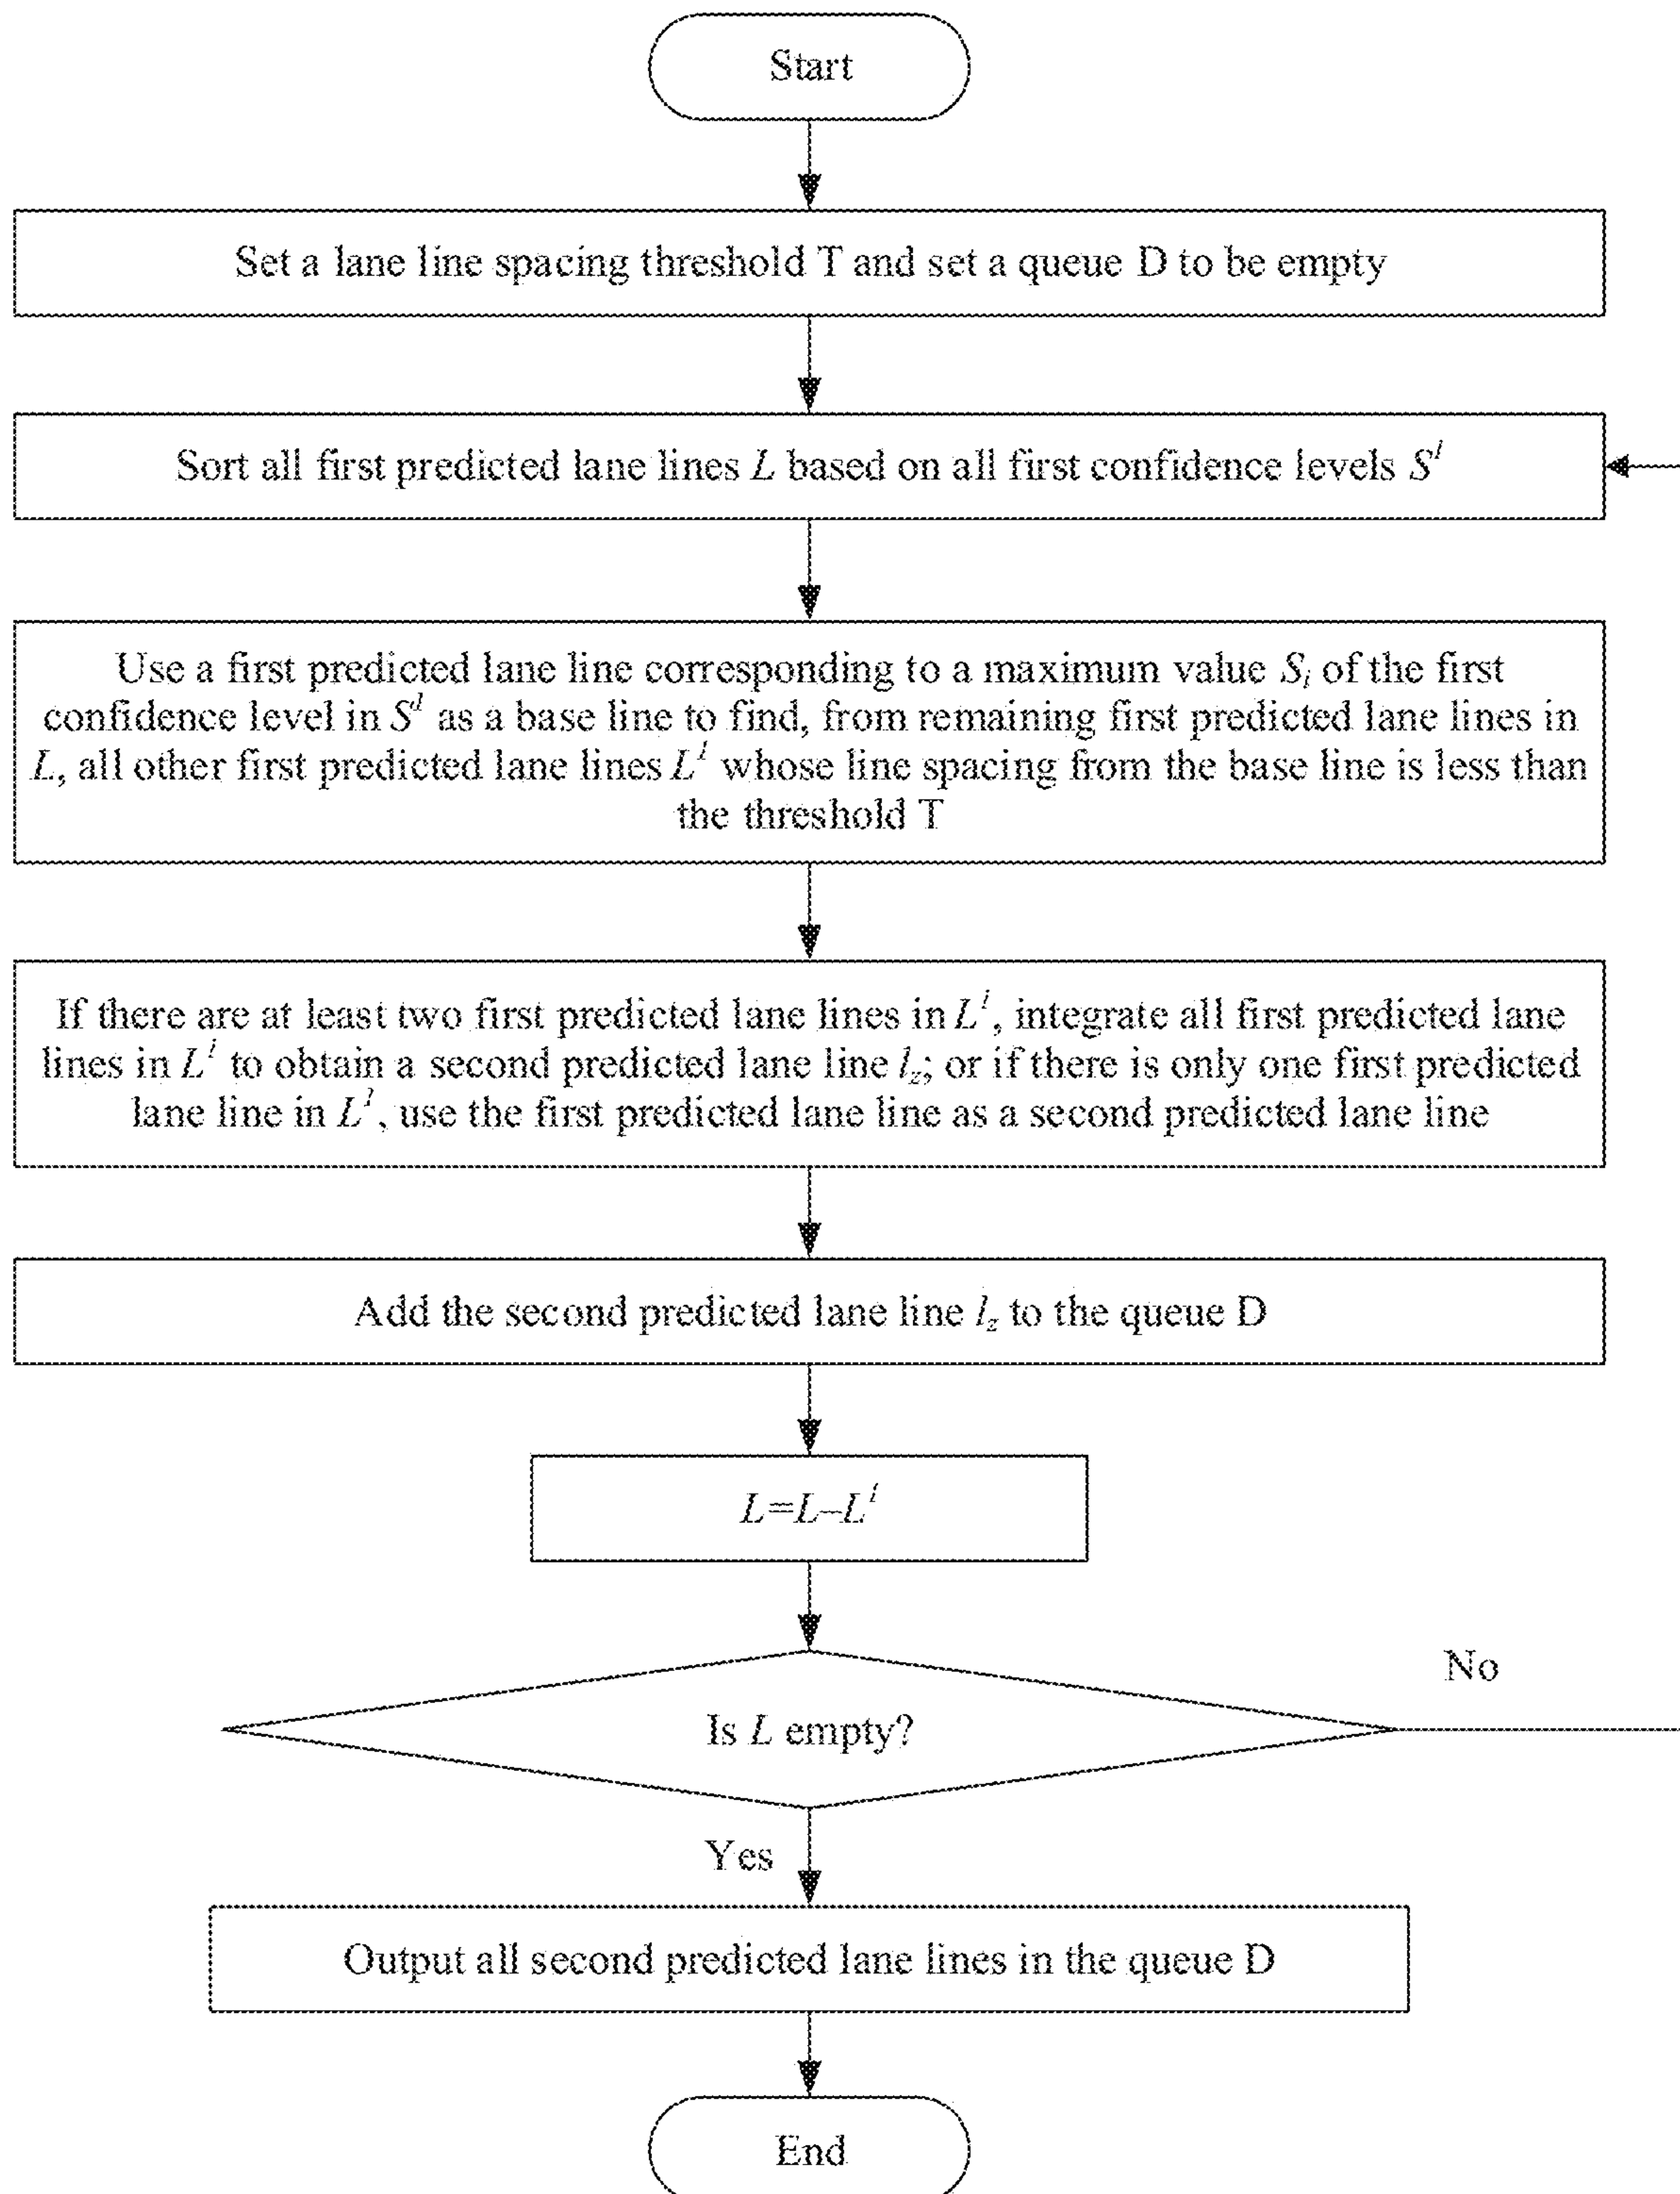 Start
Set a lane line spacing threshold T and set a queue D to be empty
Sort all first predicted lane lines L based on all first confidence levels S^l
Use a first predicted lane line corresponding to a maximum value S_i of the first
confidence level in S^l as a base line to find, from remaining first predicted lane lines in
L, all other first predicted lane lines L^i whose line spacing from the base line is less than
the threshold T
If there are at least two first predicted lane lines in L^i, integrate all first predicted lane
lines in L^i to obtain a second predicted lane line l_z; or if there is only one first predicted
lane line in L^i, use the first predicted lane line as a second predicted lane line
Add the second predicted lane line l_z to the queue D
L=L–L^i
Is L empty?
No
Yes
Output all second predicted lane lines in the queue D
End